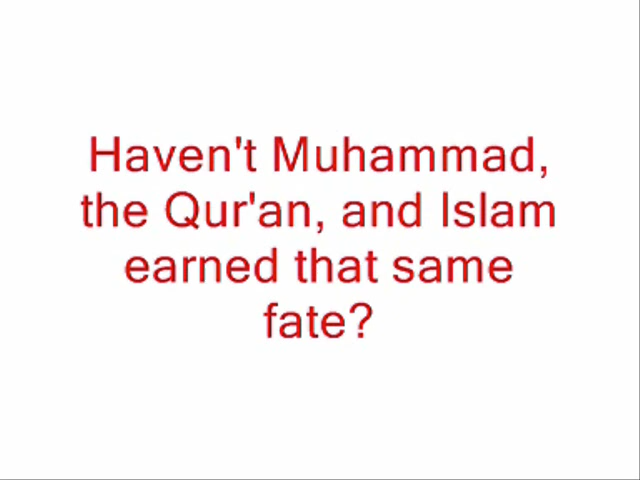 Haven't Muhammad,
the Qur'an, and Islam
earned that same
fate?